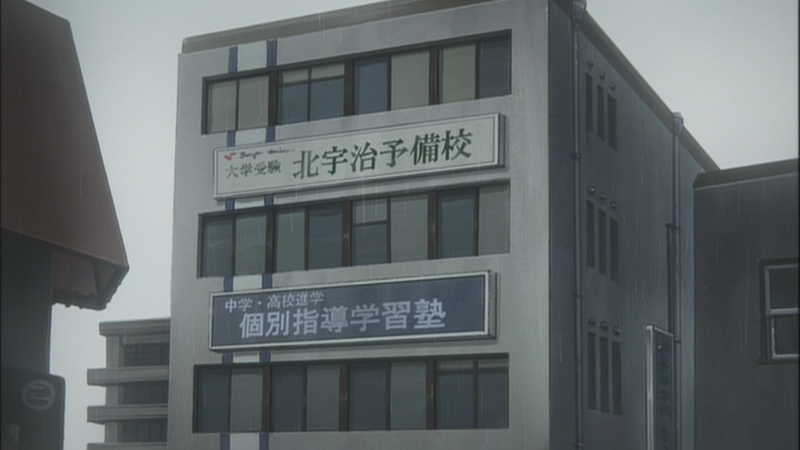 大学受験 北宇治予備校
中学・高校進学
個別指導学習塾